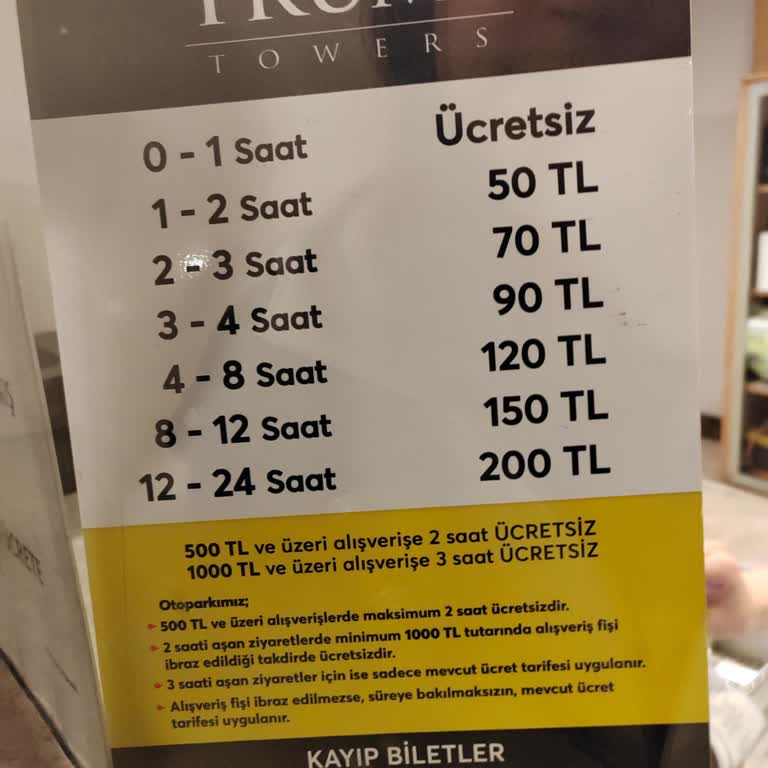 TRUMP
TOWERS
0 - 1 Saat Ücretsiz
1 - 2 Saat 50 TL
2 - 3 Saat 70 TL
3 - 4 Saat 90 TL
4 - 8 Saat 120 TL
8 - 12 Saat 150 TL
12 - 24 Saat 200 TL
500 TL ve üzeri alışverişe 2 saat ÜCRETSİZ
1000 TL ve üzeri alışverişe 3 saat ÜCRETSİZ
Otoparkımız;
500 TL ve üzeri alışverişlerde maksimum 2 saat ücretsizdir.
2 saati aşan ziyaretlerde minimum 1000 TL tutarında alışveriş fişi
ibraz edildiği takdirde ücretsizdir.
3 saati aşan ziyaretler için ise sadece mevcut ücret tarifesi uygulanır.
Alışveriş fişi ibraz edilmezse, süreye bakılmaksızın, mevcut ücret
tarifesi uygulanır.
KAYIP BİLETLER